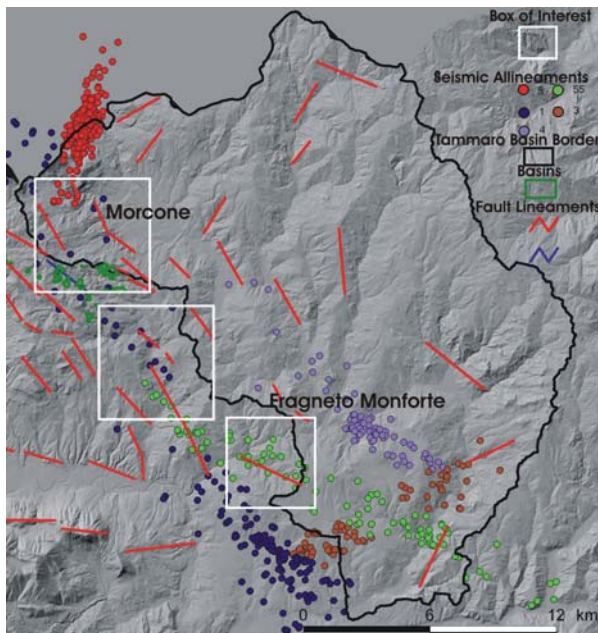 Box of Interest
Seismic Allineaments
5 55
1 3
4
Tammaro Basin Border
Basins
Fault Lineaments
Morcone
Fragneto Monforte
0 6 12 km